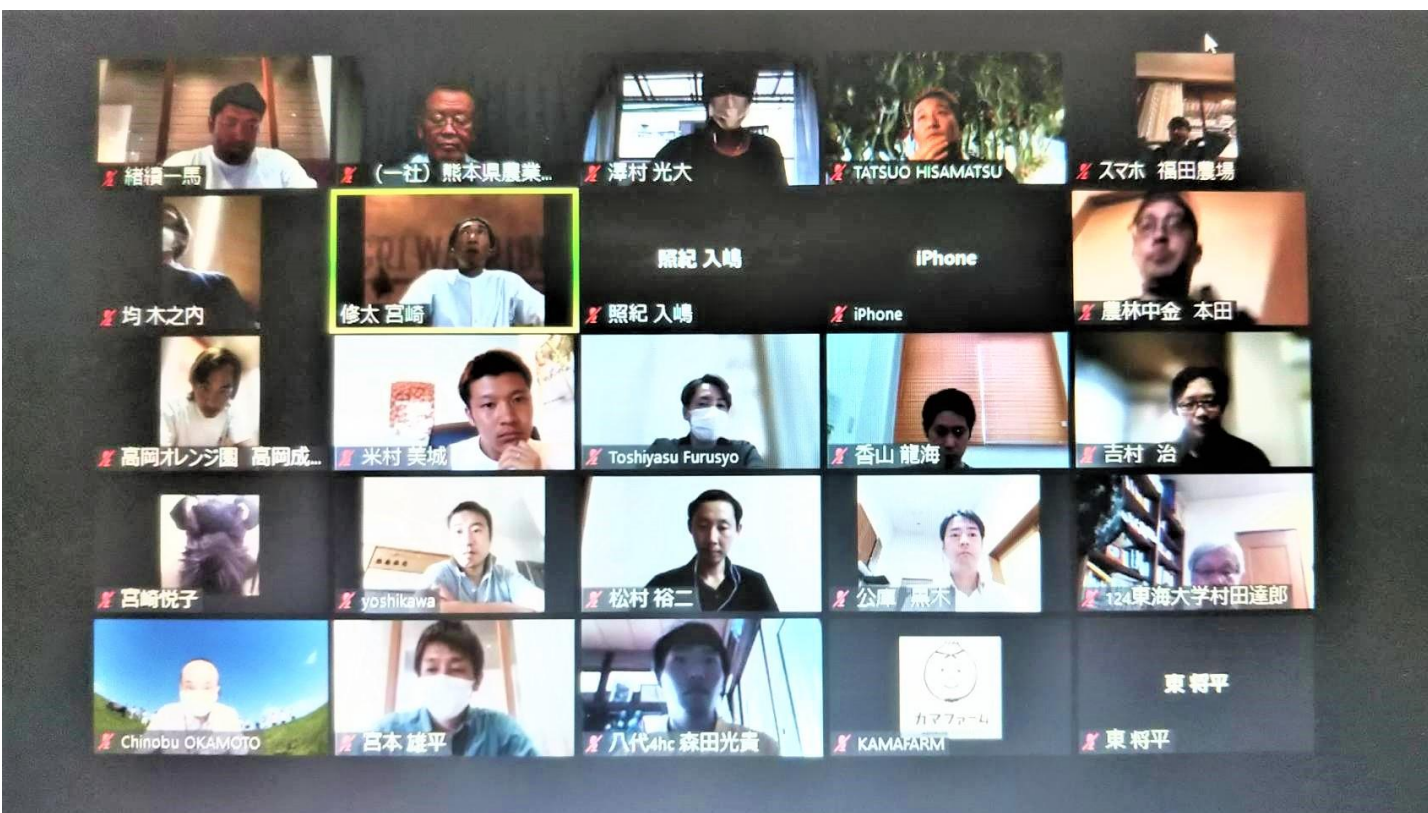 緒續一馬
（一社）熊本県農業...
澤村 光大
TATSUO HISAMATSU
スマホ 福田農場
均 木之内
修太 宮崎
照紀 入嶋
照紀 入嶋
iPhone
iPhone
農林中金 本田
高岡オレンジ園 高岡成...
米村 美城
Toshiyasu Furusyo
香山 龍海
吉村 治
宮崎悦子
yoshikawa
松村 裕二
公庫 黒木
124東海大学村田達郎
Chinobu OKAMOTO
宮本 雄平
八代4hc 森田光貴
カマファーム
KAMAFARM
東 将平
東 将平